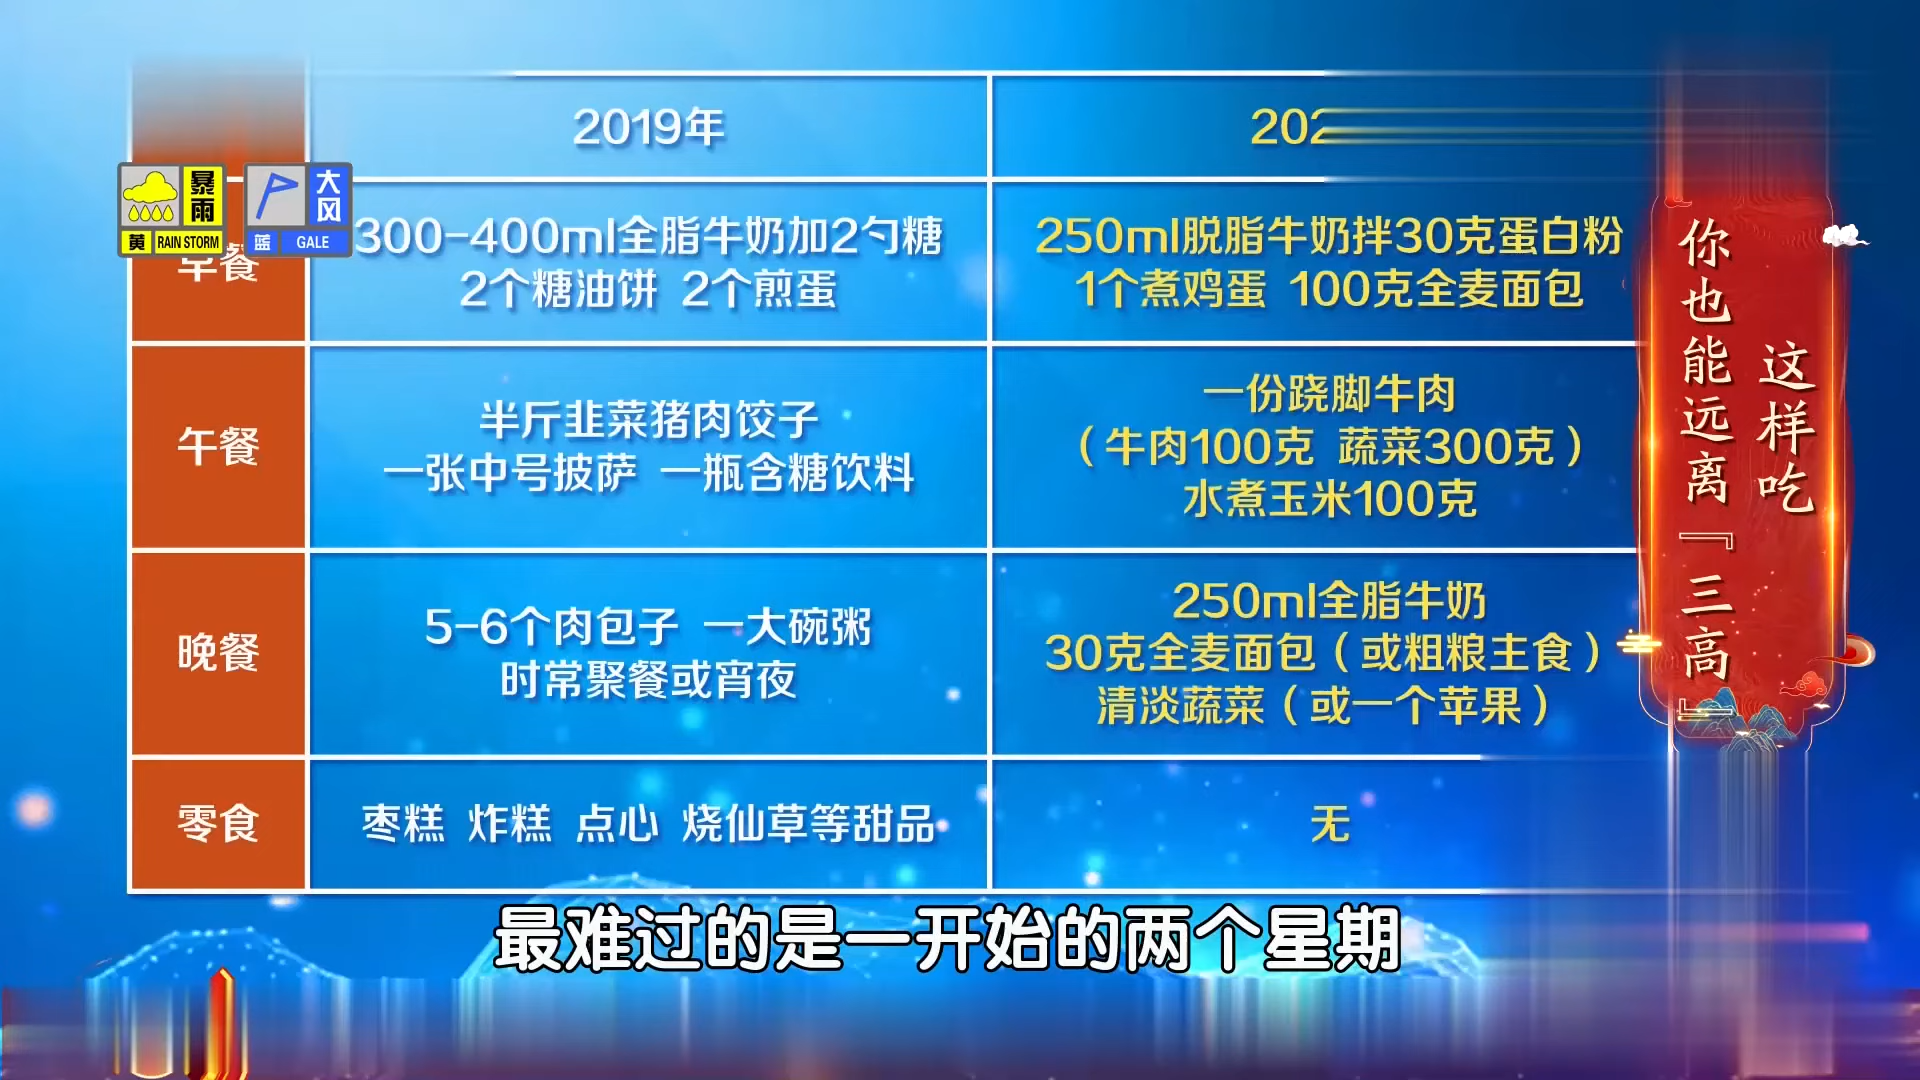 2019年
202
暴雨
黄
RAIN STORM
大风
蓝
GALE
早餐
300-400ml全脂牛奶加2勺糖
2个糖油饼 2个煎蛋
250ml脱脂牛奶拌30克蛋白粉
1个煮鸡蛋 100克全麦面包
午餐
半斤韭菜猪肉饺子
一张中号披萨 一瓶含糖饮料
一份跷脚牛肉
（牛肉100克 蔬菜300克）
水煮玉米100克
晚餐
5-6个肉包子 一大碗粥
时常聚餐或宵夜
250ml全脂牛奶
30克全麦面包（或粗粮主食）
清淡蔬菜（或一个苹果）
零食
枣糕 炸糕 点心 烧仙草等甜品
无
这样吃
你也能远离『三高』
最难过的是一开始的两个星期